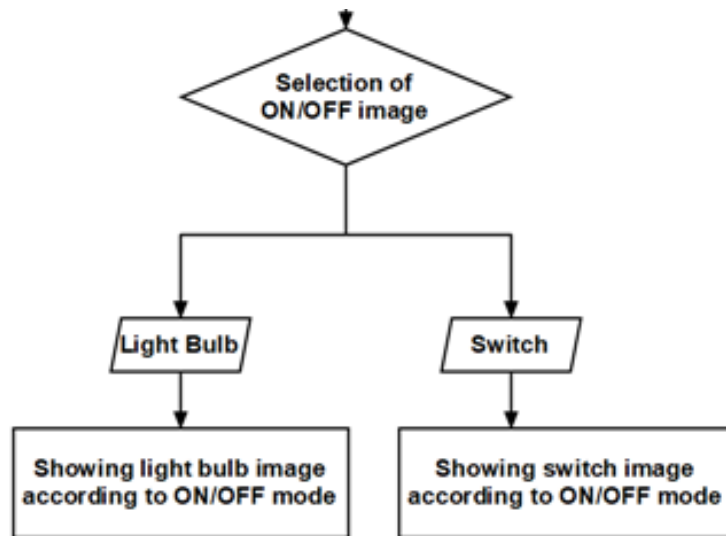 Selection of
ON/OFF image
Light Bulb
Switch
Showing light bulb image
according to ON/OFF mode
Showing switch image
according to ON/OFF mode